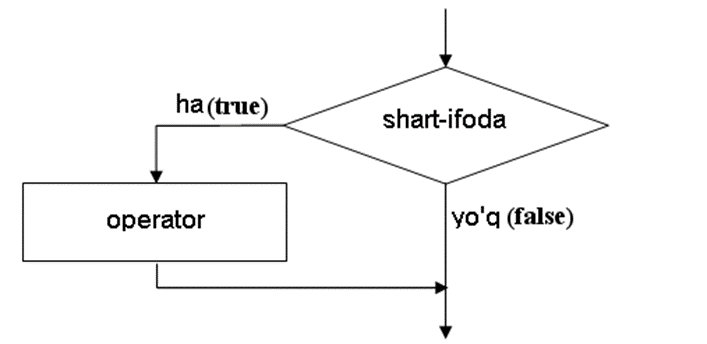 ha (true)
shart-ifoda
operator
yo'q (false)